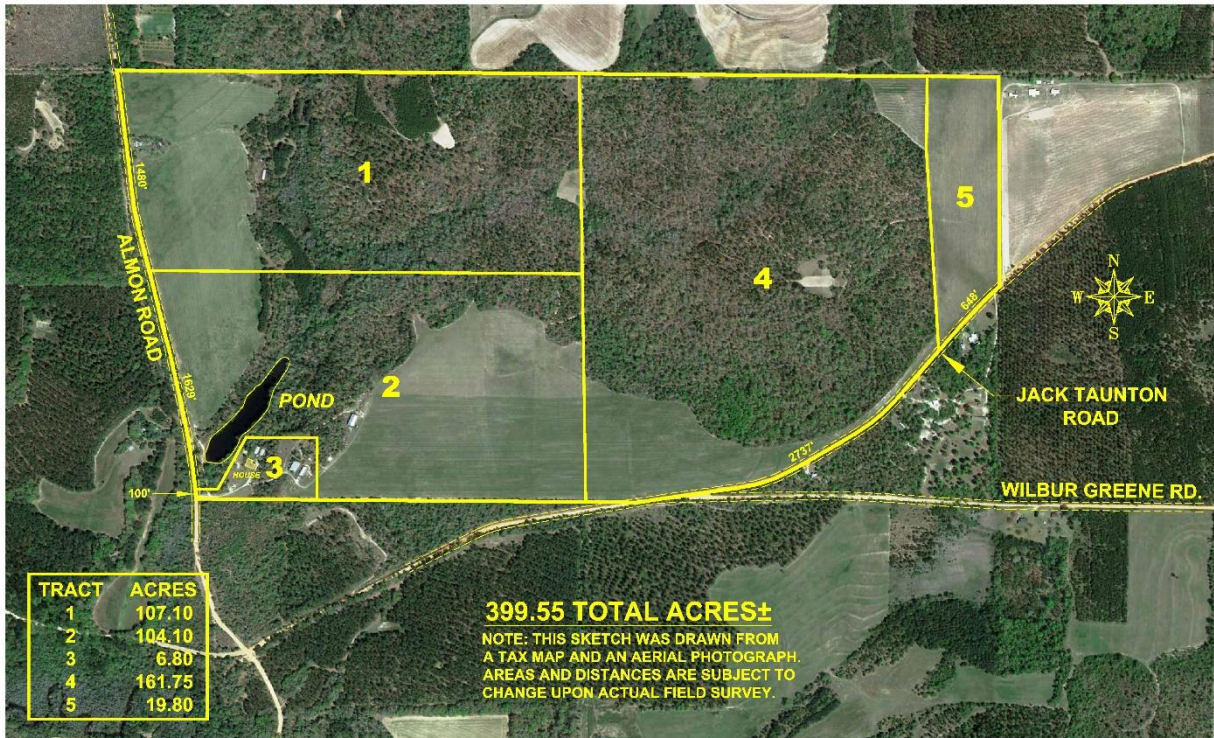 1
5
1480'
4
N
W E
S
ALMON ROAD
648'
1629'
2
POND
JACK TAUNTON
ROAD
3
HOUSE
2737'
100'
WILBUR GREENE RD.
TRACT ACRES
1 107.10
2 104.10
3 6.80
4 161.75
5 19.80
399.55 TOTAL ACRES±
NOTE: THIS SKETCH WAS DRAWN FROM
A TAX MAP AND AN AERIAL PHOTOGRAPH.
AREAS AND DISTANCES ARE SUBJECT TO
CHANGE UPON ACTUAL FIELD SURVEY.